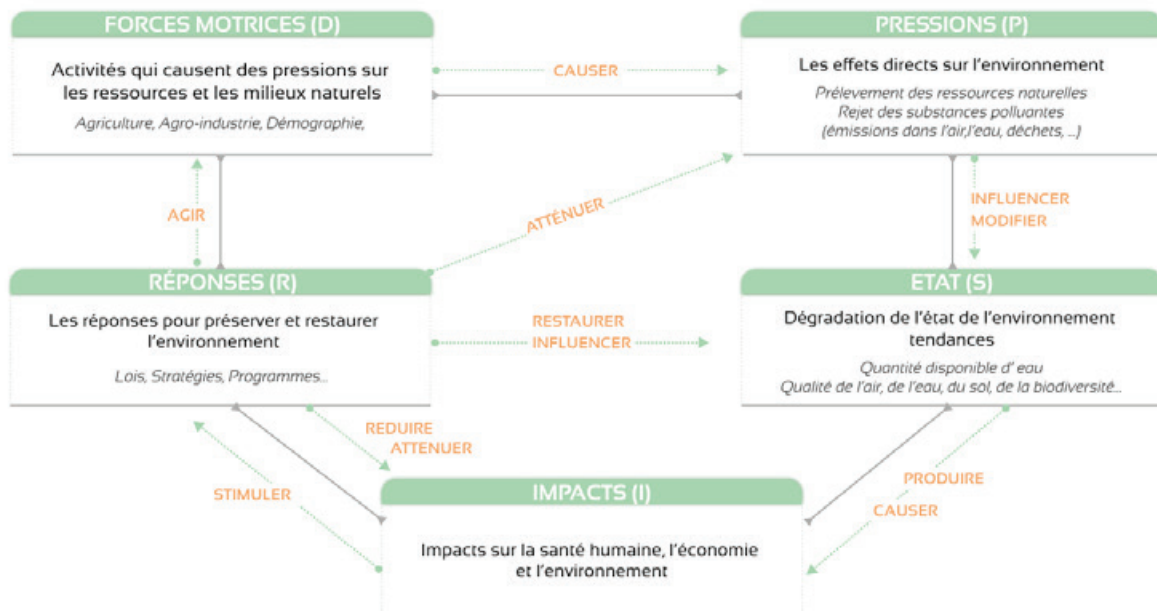 FORCES MOTRICES (D)
Activités qui causent des pressions sur
les ressources et les milieux naturels
Agriculture, Agro-industrie, Démographie,
CAUSER
PRESSIONS (P)
Les effets directs sur l'environnement
Prélevement des ressources naturelles
Rejet des substances polluantes
(émissions dans l'air,l'eau, déchets, ...)
AGIR
ATTÉNUER
INFLUENCER
MODIFIER
RÉPONSES (R)
Les réponses pour préserver et restaurer
l'environnement
Lois, Stratégies, Programmes...
RESTAURER
INFLUENCER
ETAT (S)
Dégradation de l'état de l'environnement
tendances
Quantité disponible d' eau
Qualité de l'air, de l'eau, du sol, de la biodiversité...
REDUIRE
ATTENUER
STIMULER
PRODUIRE
CAUSER
IMPACTS (I)
Impacts sur la santé humaine, l'économie
et l'environnement